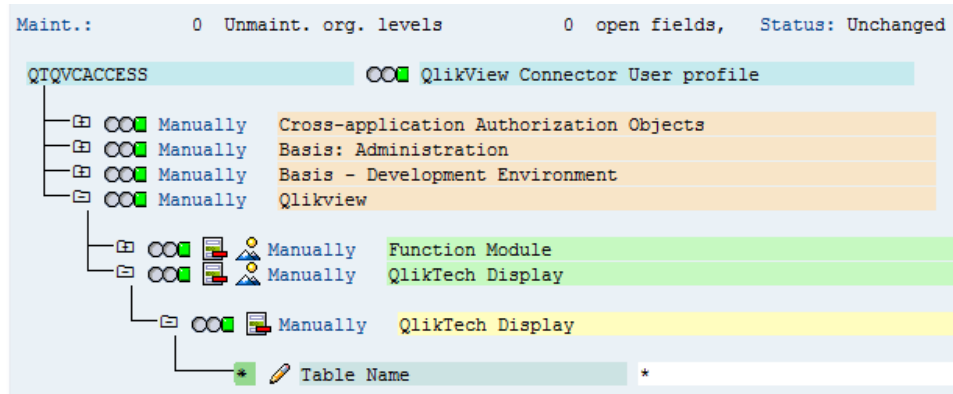 Maint.: 0 Unmaint. org. levels 0 open fields, Status: Unchanged
QTQVCACCESS QlikView Connector User profile
Manually Cross-application Authorization Objects
Manually Basis: Administration
Manually Basis - Development Environment
Manually Qlikview
Manually Function Module
Manually QlikTech Display
Manually QlikTech Display
* Table Name *